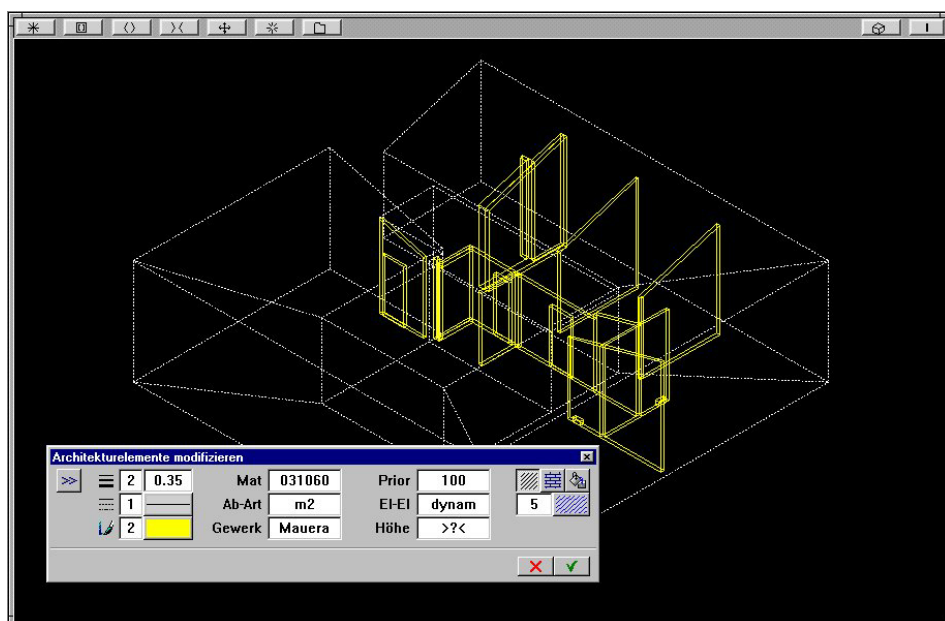 Architekturelemente modifizieren
>> 2 0.35 Mat 031060 Prior 100
1 Ab-Art m2 El-El dynam 5
2 Gewerk Mauera Höhe >?<